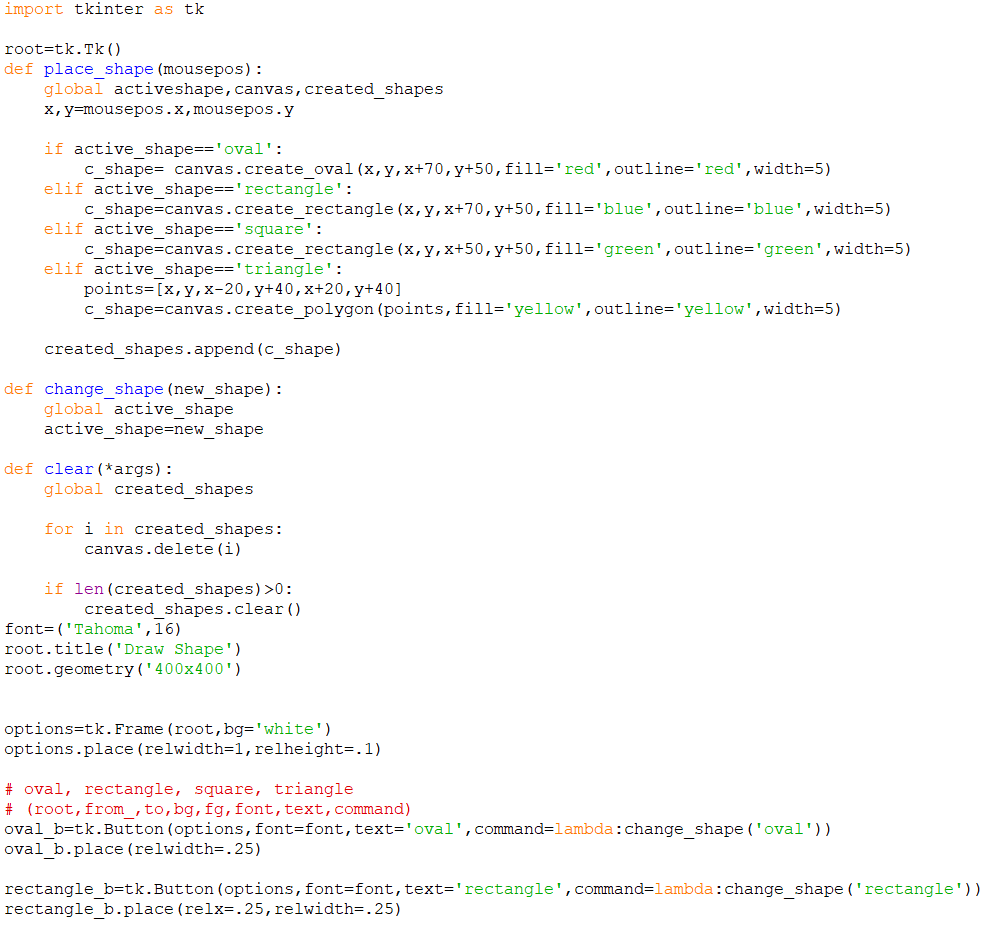 import tkinter as tk
root=tk.Tk()
def place_shape(mousepos):
    global activeshape,canvas,created_shapes
    x,y=mousepos.x,mousepos.y
    if active_shape=='oval':
        c_shape= canvas.create_oval(x,y,x+70,y+50,fill='red',outline='red',width=5)
    elif active_shape=='rectangle':
        c_shape=canvas.create_rectangle(x,y,x+70,y+50,fill='blue',outline='blue',width=5)
    elif active_shape=='square':
        c_shape=canvas.create_rectangle(x,y,x+50,y+50,fill='green',outline='green',width=5)
    elif active_shape=='triangle':
        points=[x,y,x-20,y+40,x+20,y+40]
        c_shape=canvas.create_polygon(points,fill='yellow',outline='yellow',width=5)
    created_shapes.append(c_shape)
def change_shape(new_shape):
    global active_shape
    active_shape=new_shape
def clear(*args):
    global created_shapes
    for i in created_shapes:
        canvas.delete(i)
    if len(created_shapes)>0:
        created_shapes.clear()
font=('Tahoma',16)
root.title('Draw Shape')
root.geometry('400x400')
options=tk.Frame(root,bg='white')
options.place(relwidth=1,relheight=.1)
# oval, rectangle, square, triangle
# (root,from_,to,bg,fg,font,text,command)
oval_b=tk.Button(options,font=font,text='oval',command=lambda:change_shape('oval'))
oval_b.place(relwidth=.25)
rectangle_b=tk.Button(options,font=font,text='rectangle',command=lambda:change_shape('rectangle'))
rectangle_b.place(relx=.25,relwidth=.25)